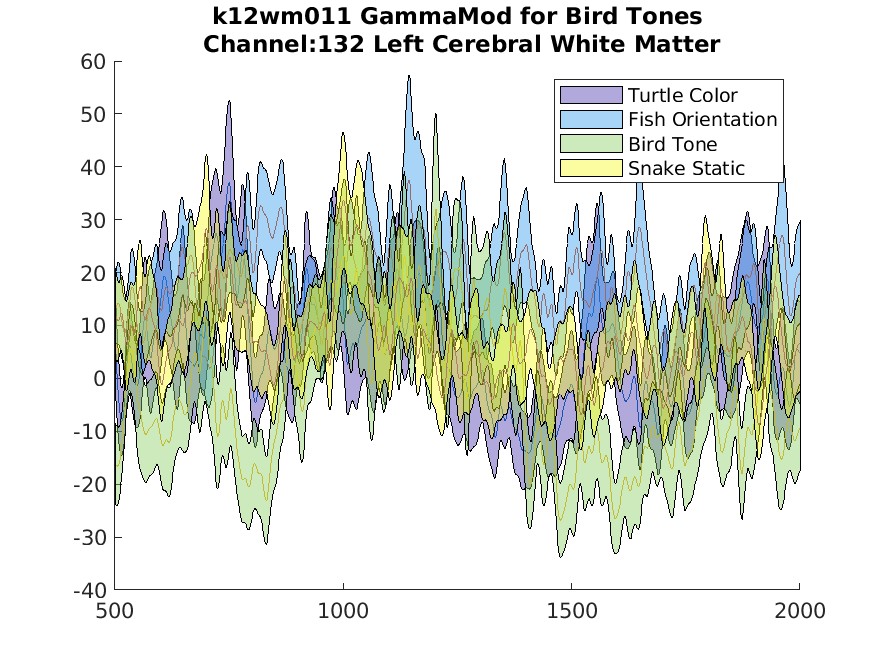 k12wm011 GammaMod for Bird Tones
Channel:132 Left Cerebral White Matter
60
50
40
30
20
10
0
-10
-20
-30
-40
500
1000
1500
2000
Turtle Color
Fish Orientation
Bird Tone
Snake Static